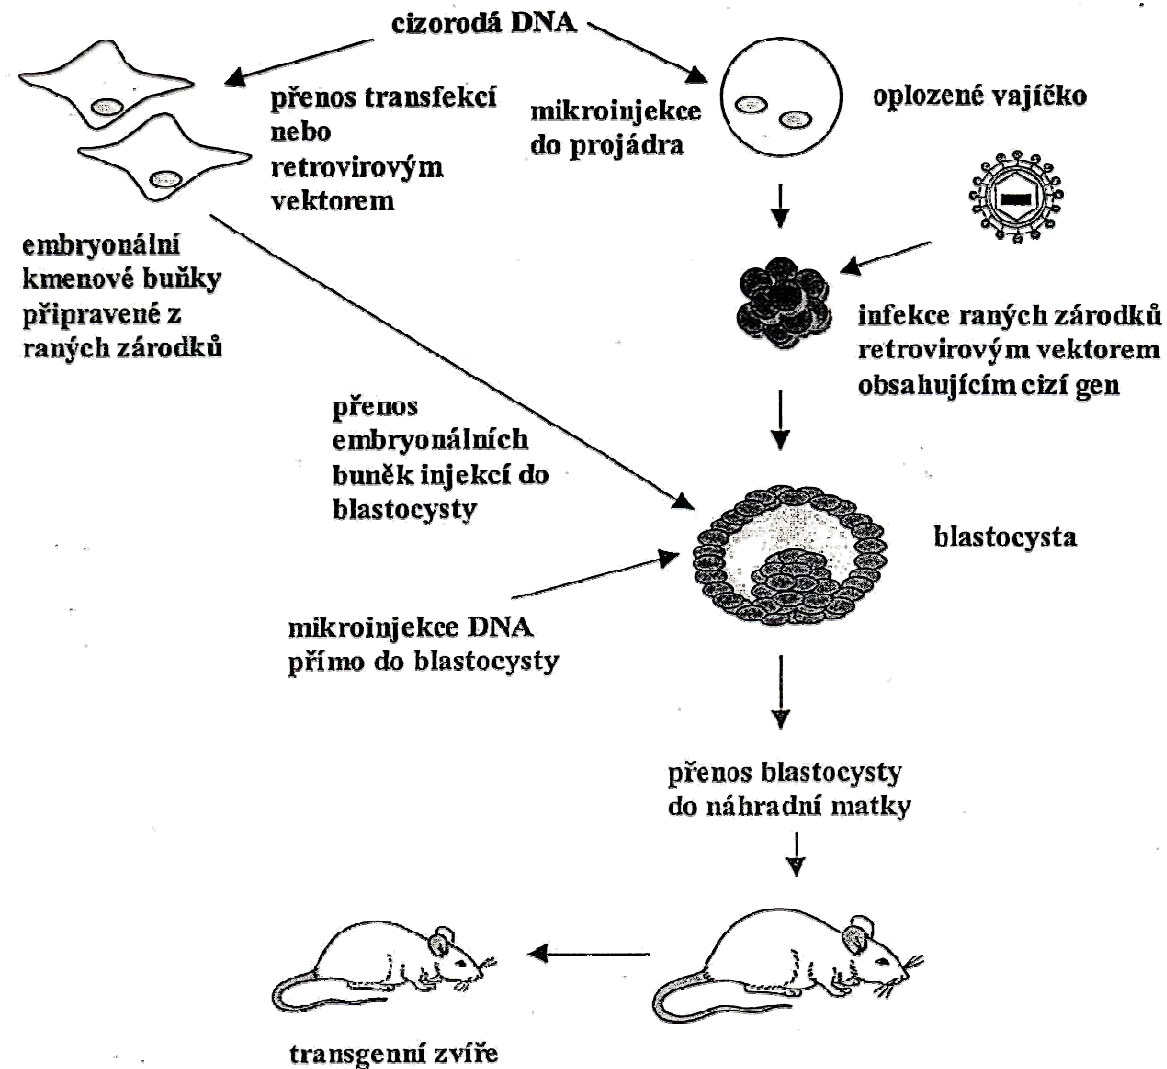 cizorodá DNA
přenos transfekcí
nebo
retrovirovým
vektorem
mikroinjekce
do projádra
oplozené vajíčko
embryonální
kmenové buňky
připravené z
raných zárodků
infekce raných zárodků
retrovirovým vektorem
obsahujícím cizí gen
přenos
embryonálních
buněk injekcí do
blastocysty
blastocysta
mikroinjekce DNA
přímo do blastocysty
přenos blastocysty
do náhradní matky
transgenní zvíře